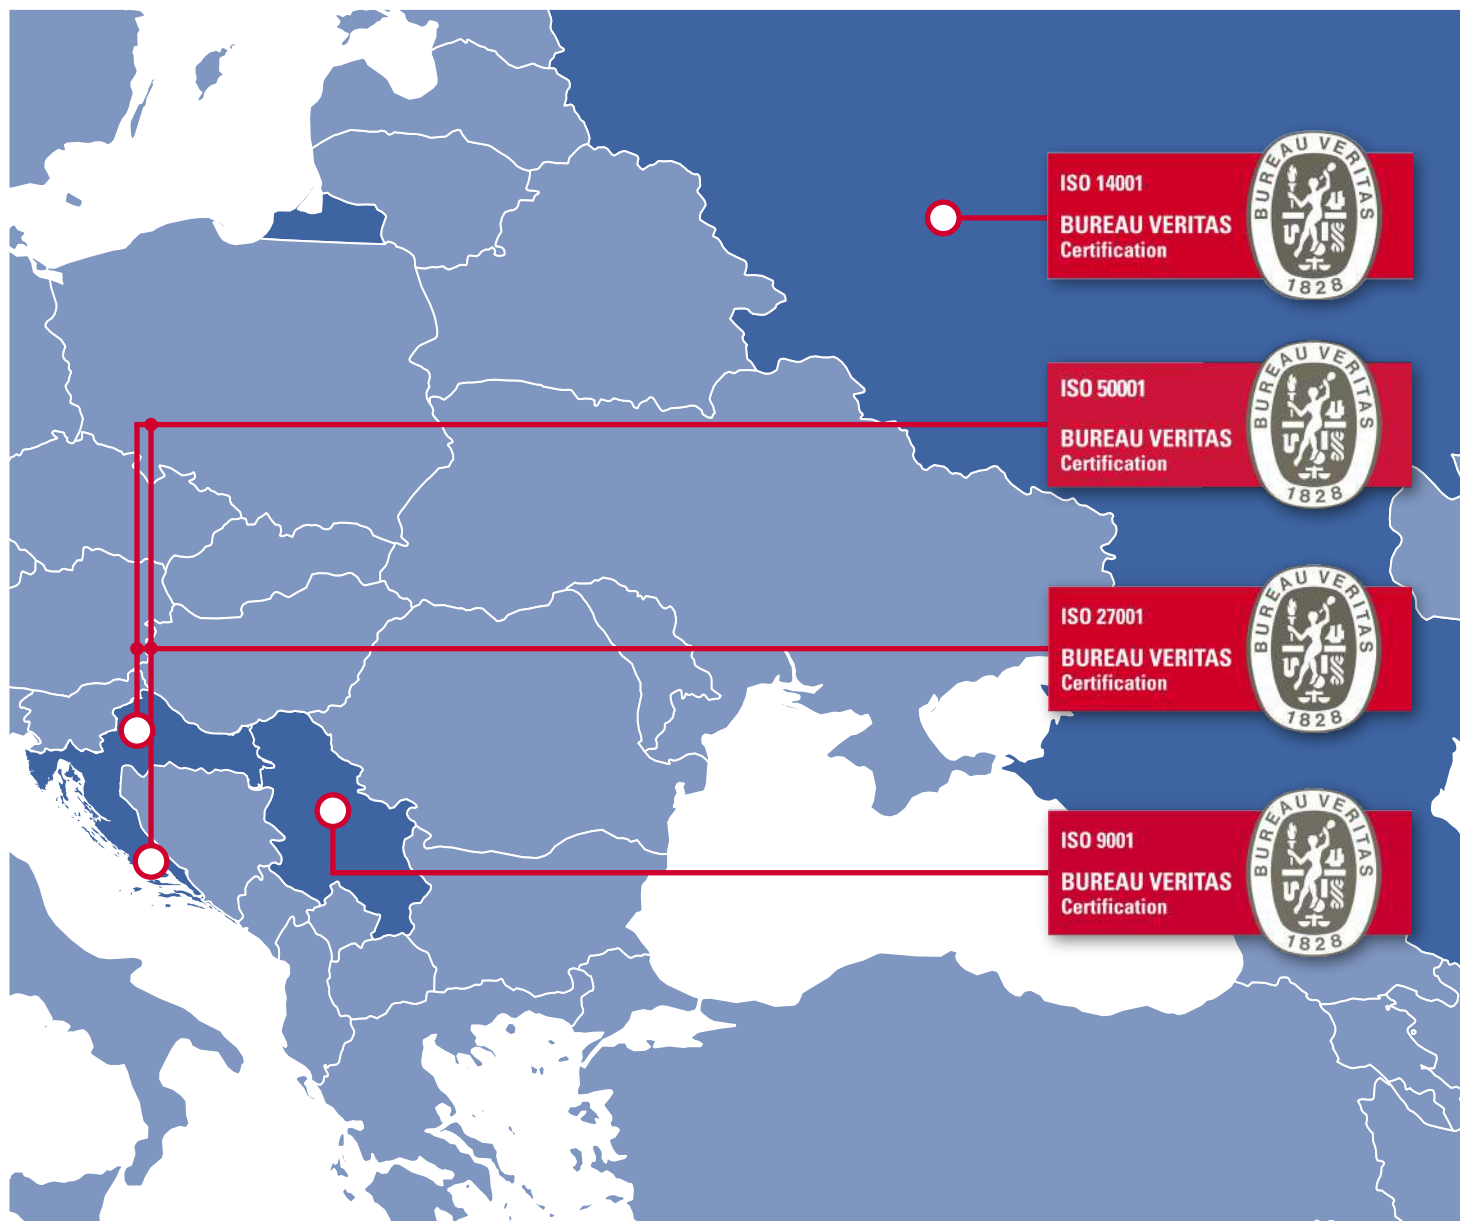 ISO 14001
BUREAU VERITAS
Certification
BUREAU VERITAS
1828
ISO 50001
BUREAU VERITAS
Certification
BUREAU VERITAS
1828
ISO 27001
BUREAU VERITAS
Certification
BUREAU VERITAS
1828
ISO 9001
BUREAU VERITAS
Certification
BUREAU VERITAS
1828